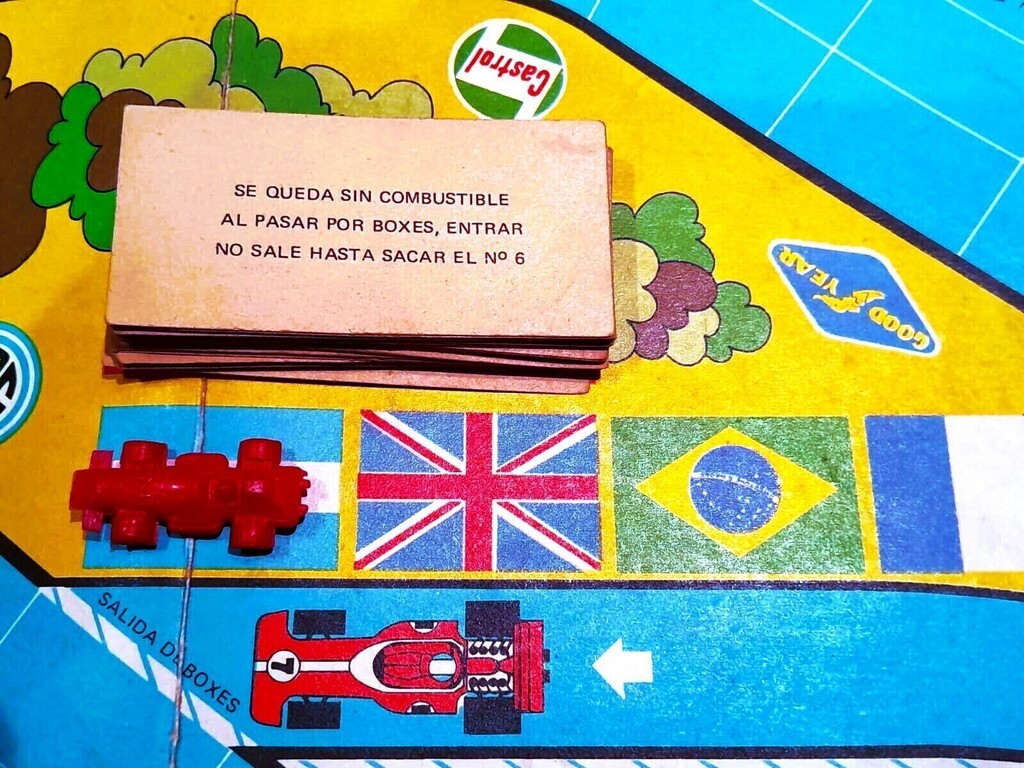 Castrol
SE QUEDA SIN COMBUSTIBLE
AL PASAR POR BOXES, ENTRAR
NO SALE HASTA SACAR EL Nº 6
GOOD YEAR
SALIDA DE BOXES
7